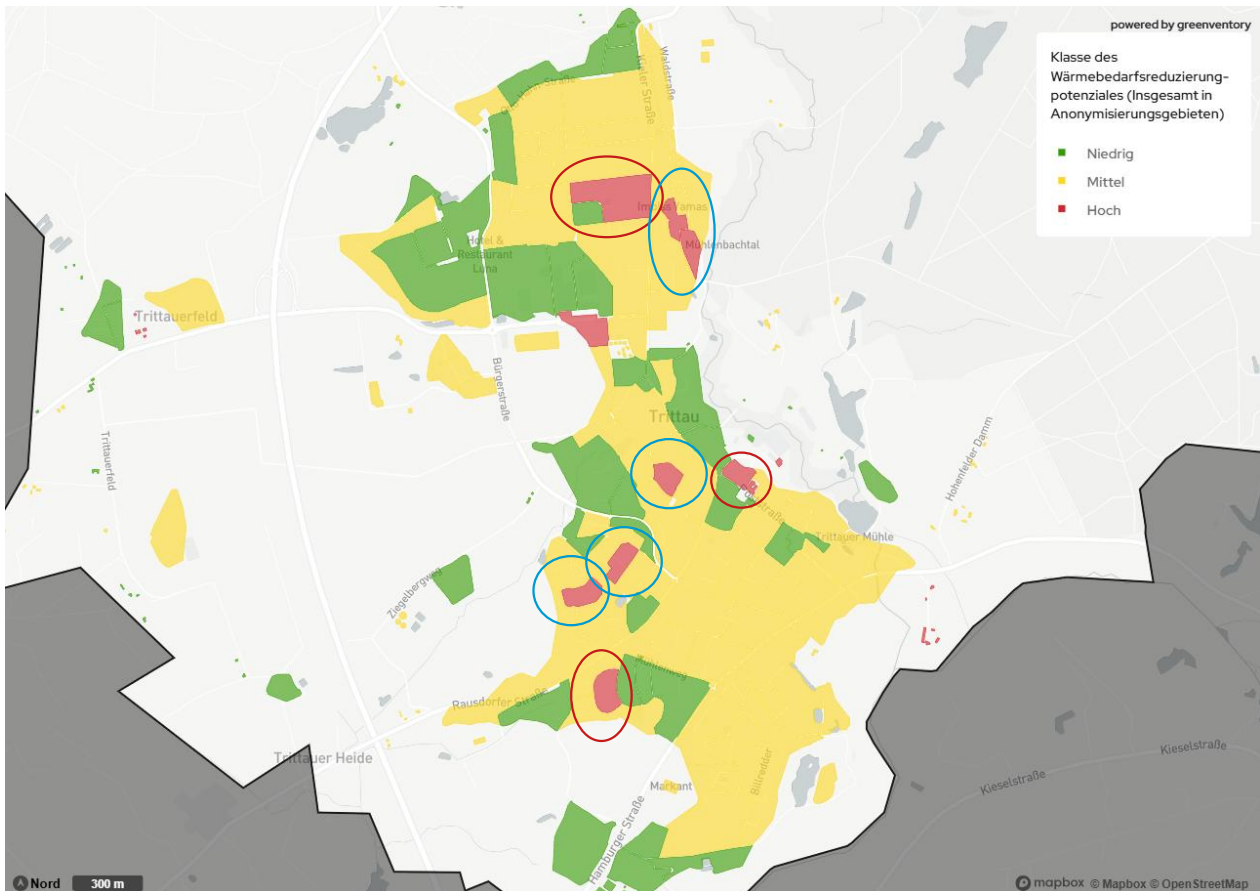 powered by greenventory
Klasse des
Wärmebedarfsreduzierung-
potenziales (Insgesamt in
Anonymisierungsgebieten)
Niedrig
Mittel
Hoch
Waldstraße
Kieler Straße
Mühlenbachtal
Hotel &
Restaurant
Luna
Trittauerfeld
Bürgerstraße
Trittau
Trittauerfeld
Hohenfelder Damm
Trittauer Mühle
Ziegelbergweg
Rausdorfer Straße
Trittauer Heide
Markant
Billredder
Kieselstraße
Kieselstraße
Hamburger Straße
Nord
300 m
mapbox © Mapbox © OpenStreetMap